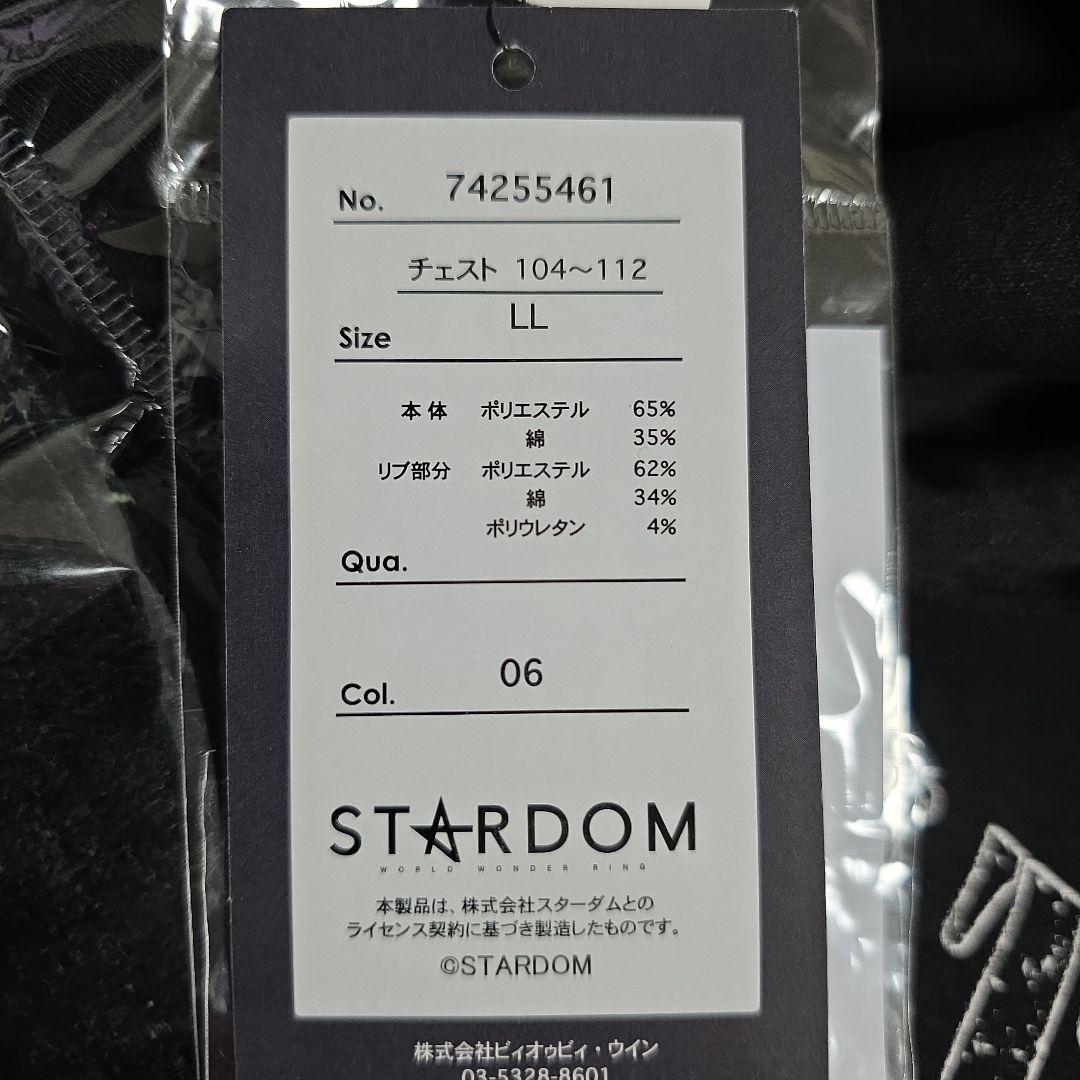 No. 74255461
チェスト 104〜112
Size LL
本体 ポリエステル 65%
綿 35%
リブ部分 ポリエステル 62%
綿 34%
ポリウレタン 4%
Qua.
Col. 06
STARDOM
WORLD WONDER RING
本製品は、株式会社スターダムとの
ライセンス契約に基づき製造したものです。
©STARDOM
株式会社ビィオゥビィ・ウイン
03-5328-8601